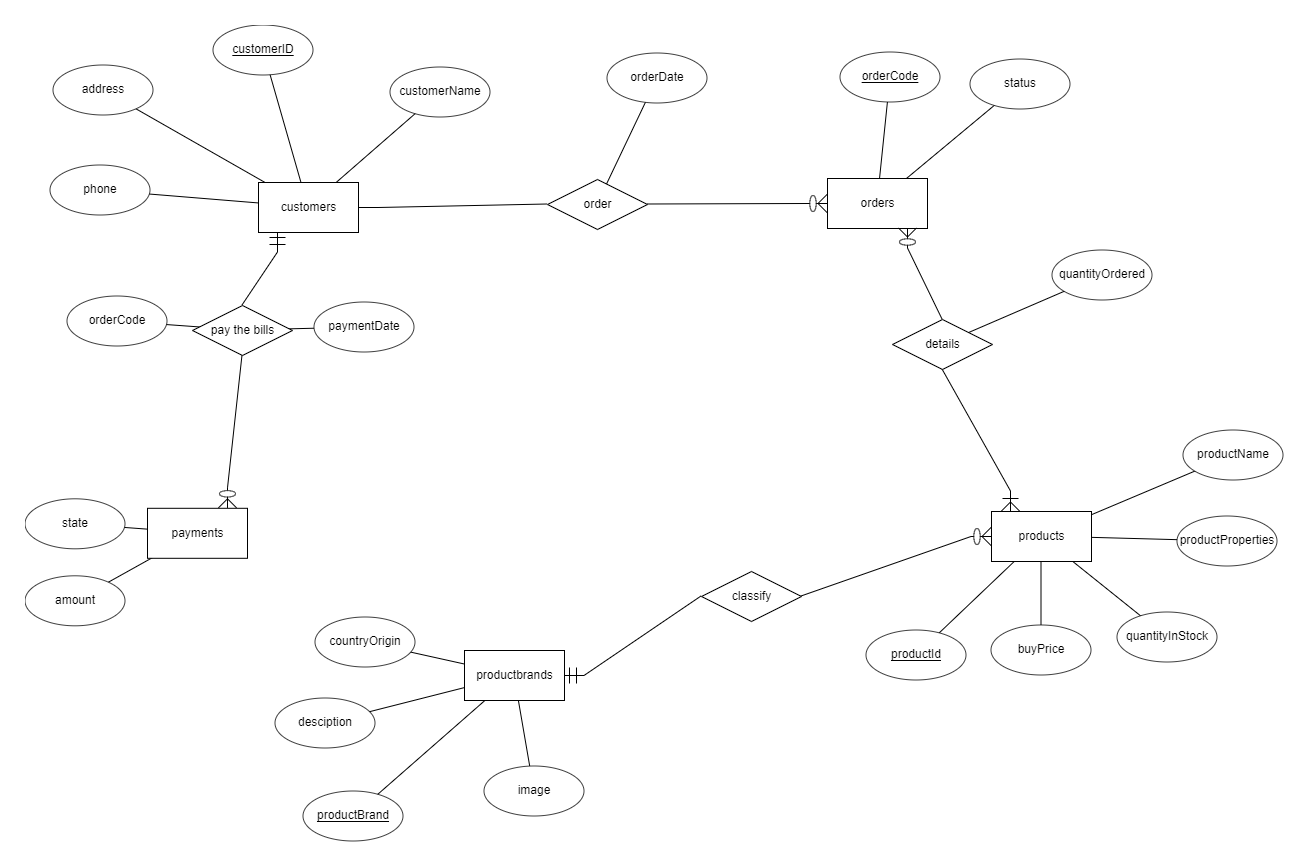 customerID
address
customerName
orderDate
orderCode
status
phone
customers
order
orders
quantityOrdered
orderCode
pay the bills
paymentDate
details
productName
state
payments
products
productProperties
amount
classify
countryOrigin
quantityInStock
productId
buyPrice
productbrands
desciption
image
productBrand